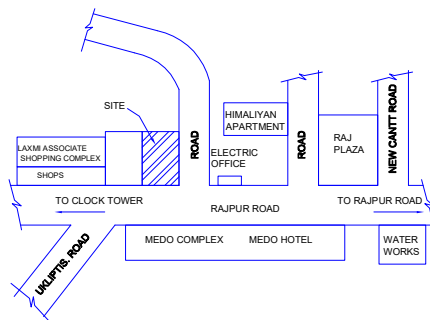 SITE
HIMALIYAN
APARTMENT
NEW CANTT ROAD
ROAD
ROAD
RAJ
PLAZA
LAXMI ASSOCIATE
SHOPPING COMPLEX
SHOPS
ELECTRIC
OFFICE
TO CLOCK TOWER
RAJPUR ROAD
TO RAJPUR ROAD
MEDO COMPLEX
MEDO HOTEL
WATER
WORKS
UKLIPTIS. ROAD